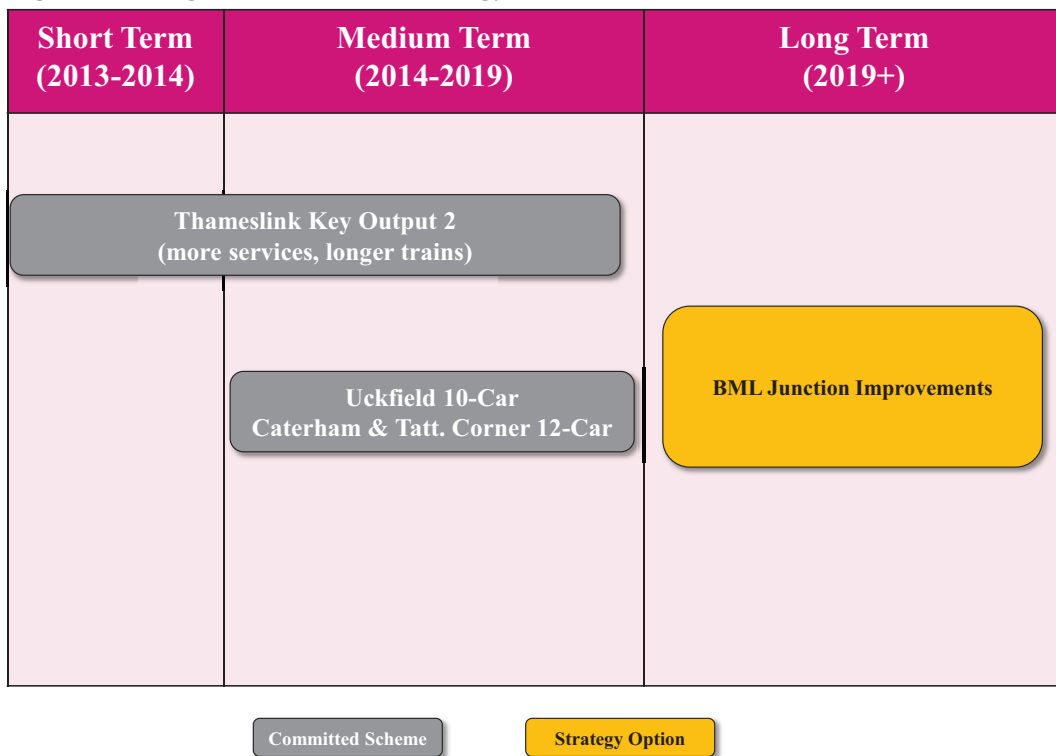 Short Term
(2013-2014)
Medium Term
(2014-2019)
Long Term
(2019+)
Thameslink Key Output 2
(more services, longer trains)
Uckfield 10-Car
Caterham & Tatt. Corner 12-Car
BML Junction Improvements
Committed Scheme
Strategy Option